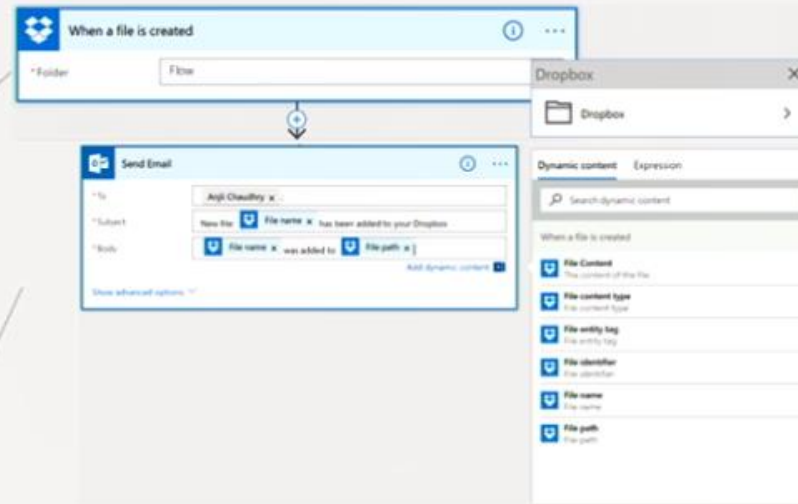 When a file is created
*Folder
Flow
Send Email
*To
Anjli Chaudhry x
*Subject
New file File name x has been added to your Dropbox
*Body
File name x was added to File path x
Add dynamic content
Show advanced options
Dropbox
Dropbox
Dynamic content Expression
Search dynamic content
When a file is created
File Content
The content of the file
File content type
File content type
File entity tag
File entity tag
File identifier
File identifier
File name
File name
File path
File path